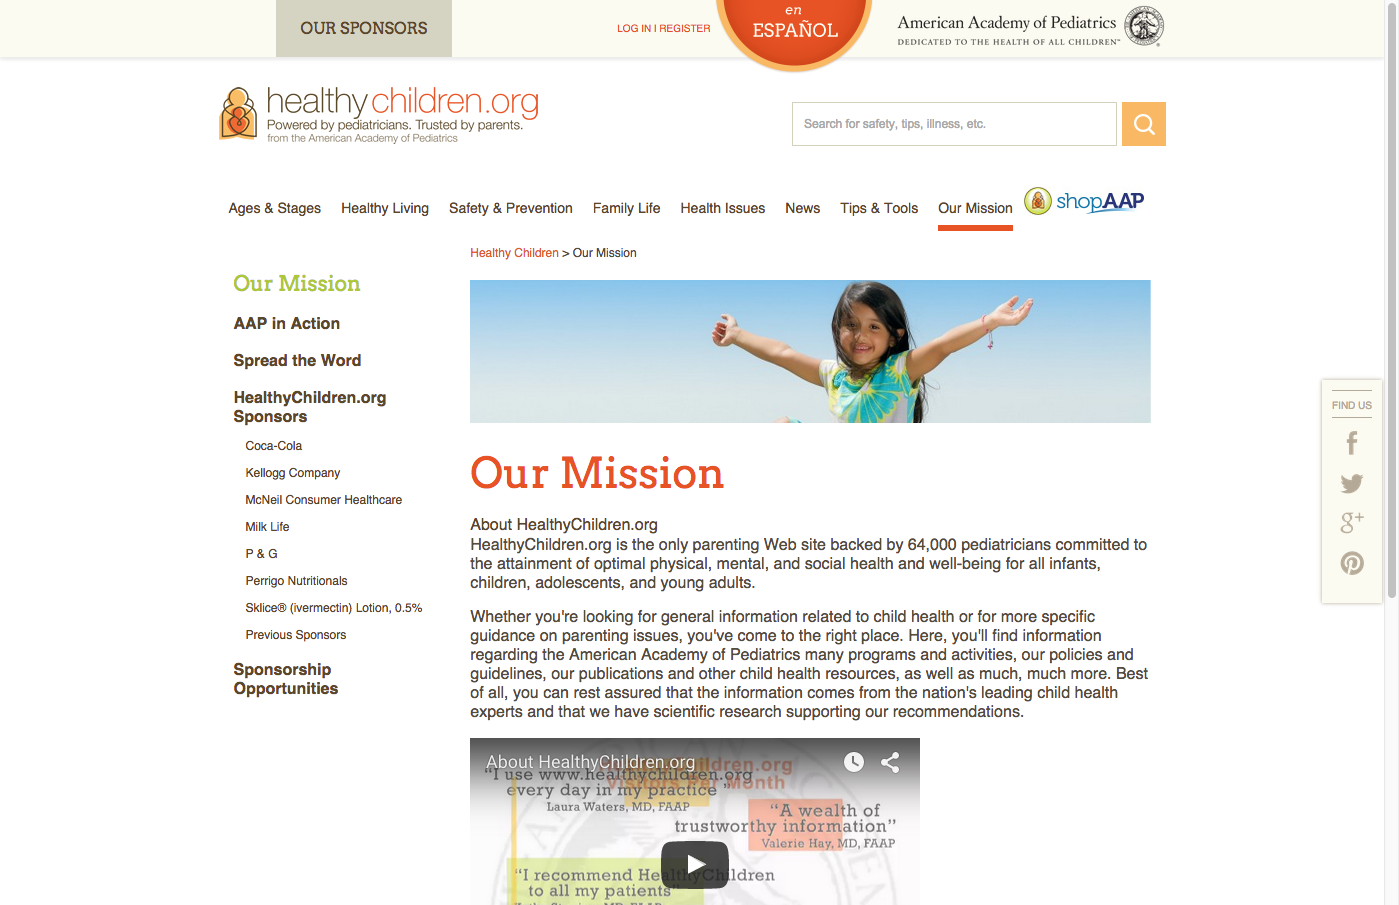 OUR SPONSORS
LOG IN I REGISTER
en
ESPAÑOL
American Academy of Pediatrics
DEDICATED TO THE HEALTH OF ALL CHILDREN™
healthychildren.org
Powered by pediatricians. Trusted by parents.
from the American Academy of Pediatrics
Search for safety, tips, illness, etc.
Ages & Stages
Healthy Living
Safety & Prevention
Family Life
Health Issues
News
Tips & Tools
Our Mission
shopAAP
Healthy Children > Our Mission
Our Mission
AAP in Action
Spread the Word
HealthyChildren.org
Sponsors
Coca-Cola
Kellogg Company
McNeil Consumer Healthcare
Milk Life
P & G
Perrigo Nutritionals
Sklice® (ivermectin) Lotion, 0.5%
Previous Sponsors
Sponsorship
Opportunities
Our Mission
About HealthyChildren.org
HealthyChildren.org is the only parenting Web site backed by 64,000 pediatricians committed to
the attainment of optimal physical, mental, and social health and well-being for all infants,
children, adolescents, and young adults.
Whether you're looking for general information related to child health or for more specific
guidance on parenting issues, you've come to the right place. Here, you'll find information
regarding the American Academy of Pediatrics many programs and activities, our policies and
guidelines, our publications and other child health resources, as well as much, much more. Best
of all, you can rest assured that the information comes from the nation's leading child health
experts and that we have scientific research supporting our recommendations.
About HealthyChildren.org
children.org
Visitors Per Month
“I use www.healthychildren.org
every day in my practice ”
Laura Waters, MD, FAAP
“A wealth of
trustworthy information”
Valerie Hay, MD, FAAP
“I recommend HealthyChildren
to all my patients”
FIND US
g+